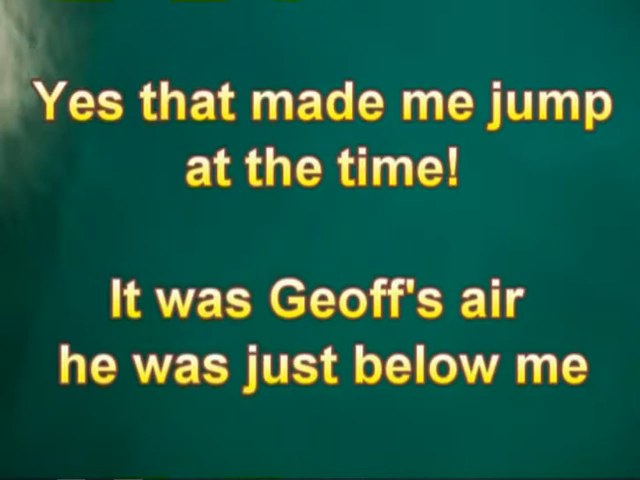 Yes that made me jump
at the time!
It was Geoff's air
he was just below me